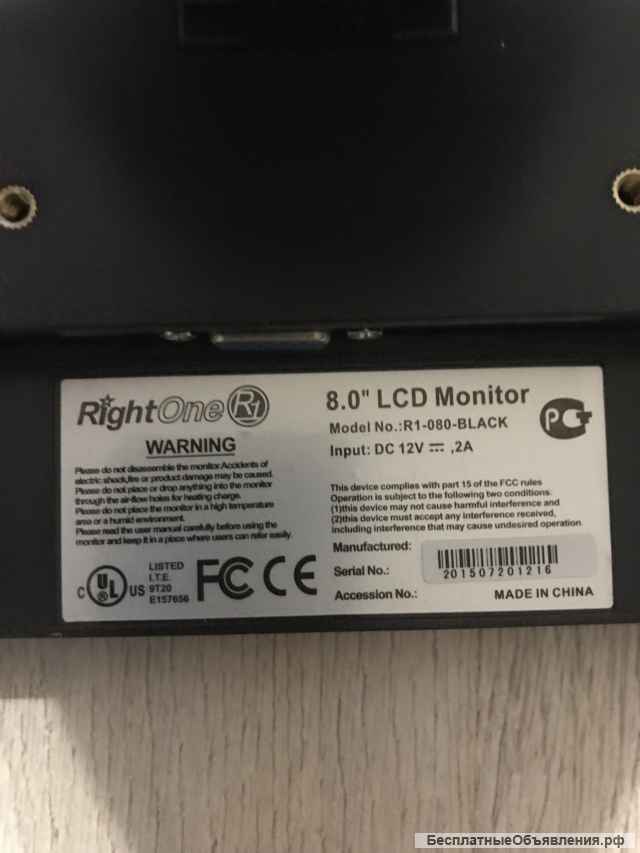 RightOne R1
WARNING
Please do not disassemble the monitor.Accidents of
electric shock,fire or product damage may be caused.
Please do not place or drop anything into the monitor
through the air-flow holes for heating charge.
Please do not place the monitor in a high temperature
area or a humid environment.
Please read the user manual carefully before using the
monitor and keep it in a place where users can refer easily.
C UL US
LISTED
I.T.E.
9T20
E157656
FC CE
8.0" LCD Monitor
Model No.:R1-080-BLACK
Input: DC 12V ⎓ ,2A
РСТ
This device complies with part 15 of the FCC rules
Operation is subject to the following two conditions:
(1)this may not cause harmful interference and
(2)this device must accept any interference received,
including interference that may cause undesired operation
Manufactured:
Serial No.:
201507201216
Accession No.:
MADE IN CHINA
БесплатныеОбъявления.рф